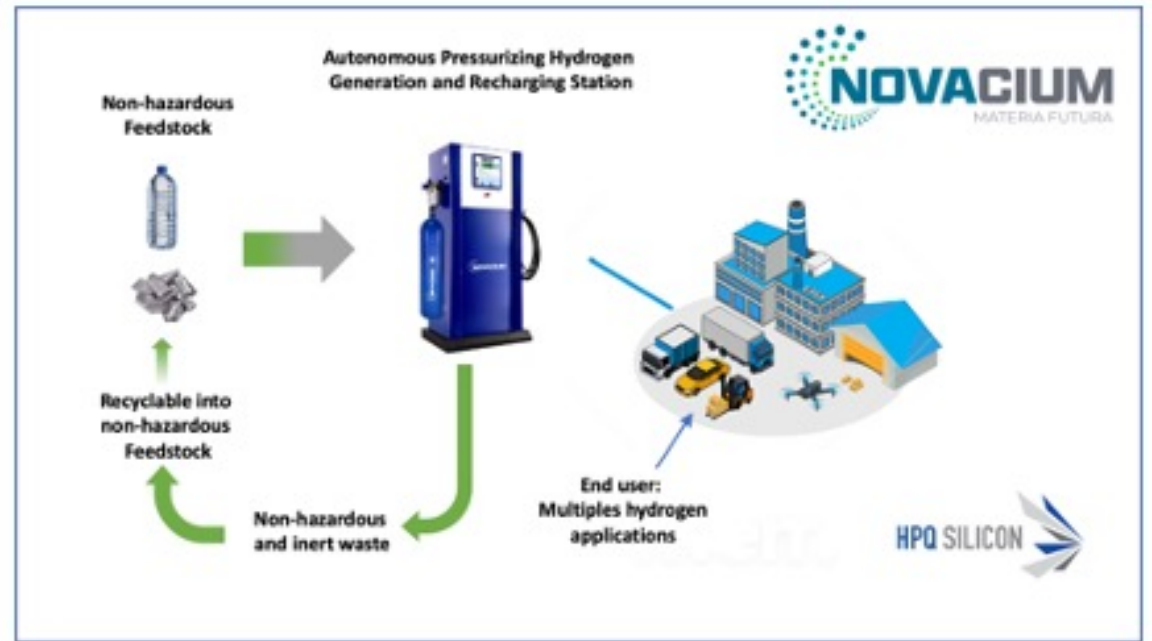 Autonomous Pressurizing Hydrogen
Generation and Recharging Station
NOVACIUM
MATERIA FUTURA
Non-hazardous
Feedstock
NOVACIUM
Recyclable into
non-hazardous
Feedstock
Non-hazardous
and inert waste
End user:
Multiples hydrogen
applications
HPQ SILICON